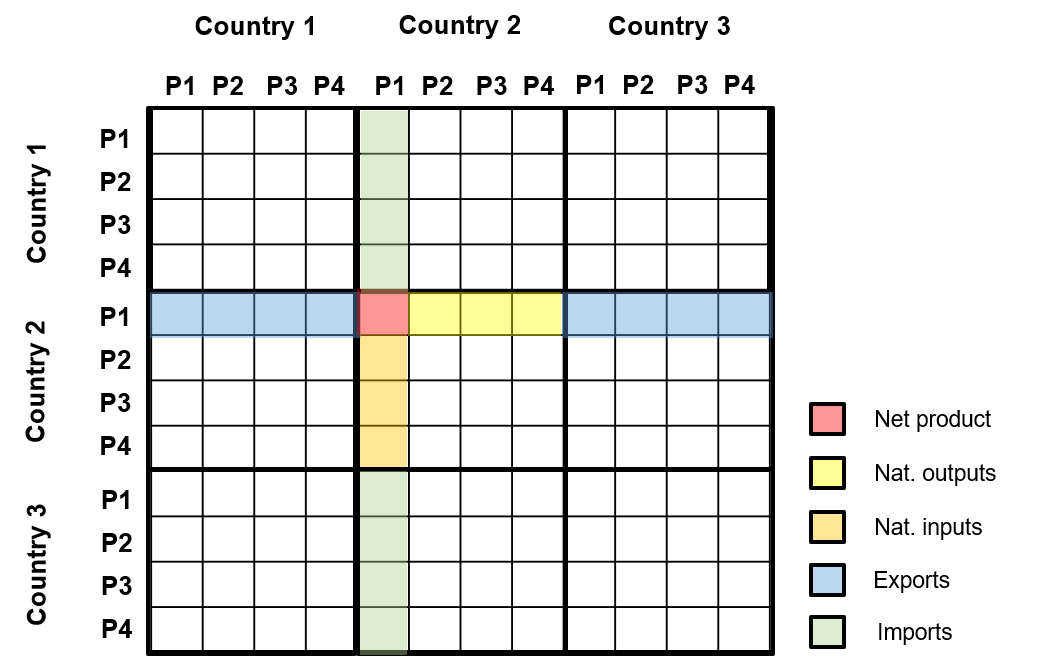 Country 1 Country 2 Country 3
P1 P2 P3 P4 P1 P2 P3 P4 P1 P2 P3 P4
Country 1
P1
P2
P3
P4
Country 2
P1
P2
P3
P4
Country 3
P1
P2
P3
P4
Net product
Nat. outputs
Nat. inputs
Exports
Imports